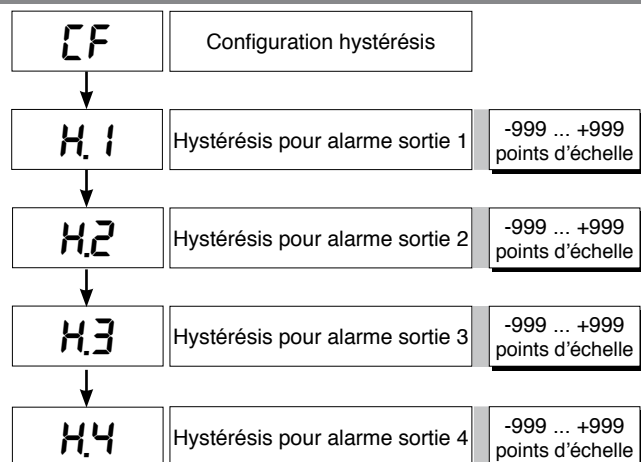 CF
Configuration hystérésis
H.1
Hystérésis pour alarme sortie 1
-999 ... +999
points d'échelle
H.2
Hystérésis pour alarme sortie 2
-999 ... +999
points d'échelle
H.3
Hystérésis pour alarme sortie 3
-999 ... +999
points d'échelle
H.4
Hystérésis pour alarme sortie 4
-999 ... +999
points d'échelle